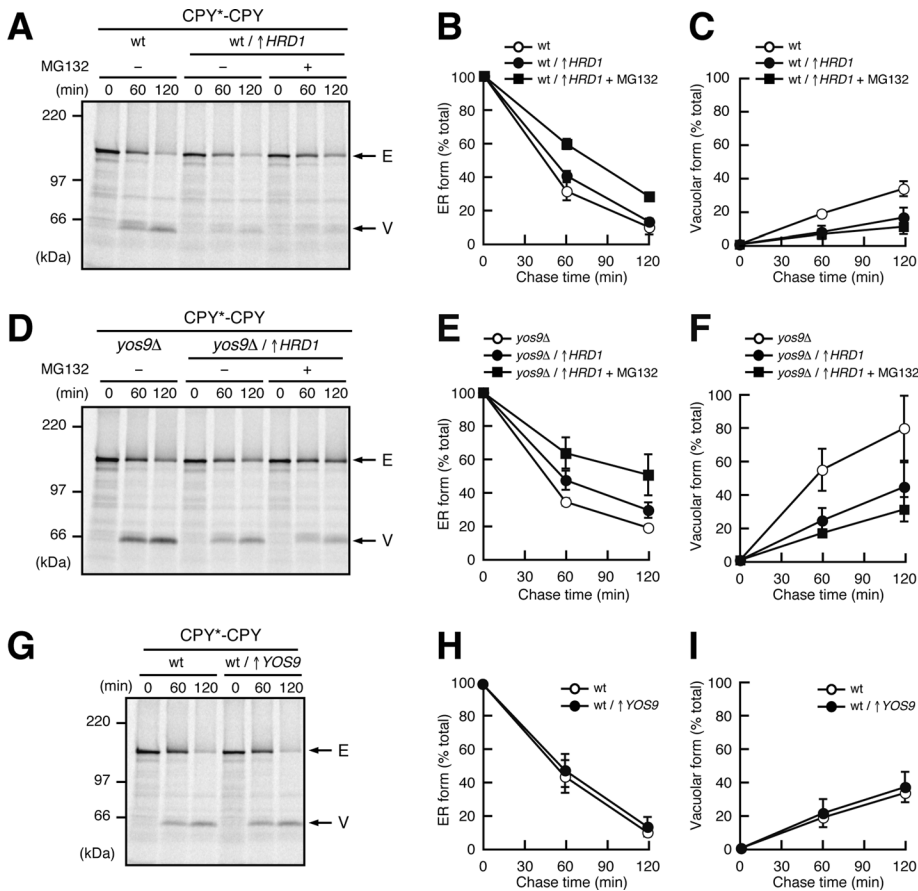 A
CPY*-CPY
wt
wt / ↑HRD1
MG132
–
–
+
(min) 0 60 120 0 60 120 0 60 120
220
97
66
(kDa)
E
V
B
wt
wt / ↑HRD1
wt / ↑HRD1 + MG132
ER form (% total)
100
80
60
40
20
0
0 30 60 90 120
Chase time (min)
C
wt
wt / ↑HRD1
wt / ↑HRD1 + MG132
Vacuolar form (% total)
100
80
60
40
20
0
0 30 60 90 120
Chase time (min)
D
CPY*-CPY
yos9Δ
yos9Δ / ↑HRD1
MG132
–
–
+
(min) 0 60 120 0 60 120 0 60 120
220
97
66
(kDa)
E
V
E
yos9Δ
yos9Δ / ↑HRD1
yos9Δ / ↑HRD1 + MG132
ER form (% total)
100
80
60
40
20
0
0 30 60 90 120
Chase time (min)
F
yos9Δ
yos9Δ / ↑HRD1
yos9Δ / ↑HRD1 + MG132
Vacuolar form (% total)
100
80
60
40
20
0
0 30 60 90 120
Chase time (min)
G
CPY*-CPY
wt
wt / ↑YOS9
(min) 0 60 120 0 60 120
220
97
66
(kDa)
E
V
H
wt
wt / ↑YOS9
ER form (% total)
100
80
60
40
20
0
0 30 60 90 120
Chase time (min)
I
wt
wt / ↑YOS9
Vacuolar form (% total)
100
80
60
40
20
0
0 30 60 90 120
Chase time (min)